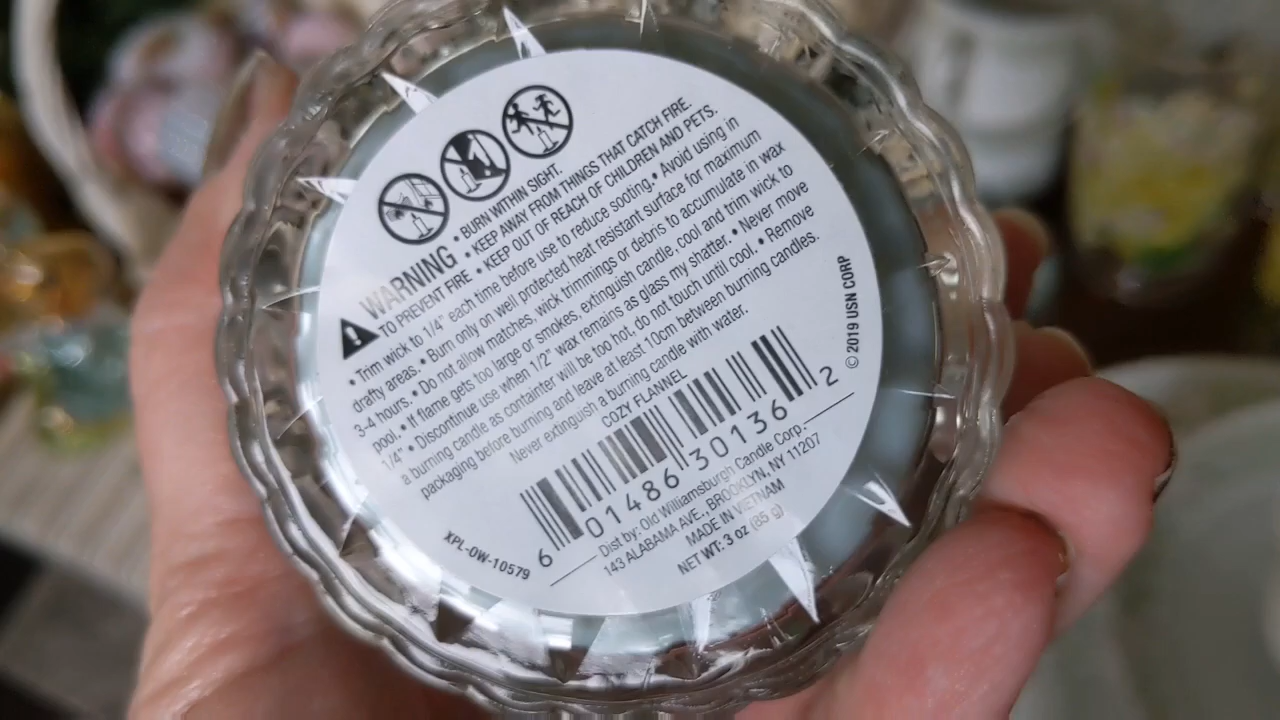 WARNING • BURN WITHIN SIGHT.
• KEEP AWAY FROM THINGS THAT CATCH FIRE.
TO PREVENT FIRE • KEEP OUT OF REACH OF CHILDREN AND PETS.
• Trim wick to 1/4" each time before use to reduce sooting. • Avoid using in
drafty areas. • Burn only on well protected heat resistant surface for maximum
3-4 hours. • Do not allow matches, wick trimmings or debris to accumulate in wax
pool. • If flame gets too large or smokes, extinguish candle, cool and trim wick to
1/4" • Discontinue use when 1/2" wax remains as glass my shatter. • Never move
a burning candle as containter will be too hot, do not touch until cool. • Remove
packaging before burning and leave at least 10cm between burning candles.
Never extinguish a burning candle with water.
COZY FLANNEL
6 01486 30136 2
Dist by: Old Williamsburgh Candle Corp.
143 ALABAMA AVE., BROOKLYN, NY 11207
MADE IN VIETNAM
NET WT: 3 oz (85 g)
XPL-OW-10579
© 2019 USN CORP